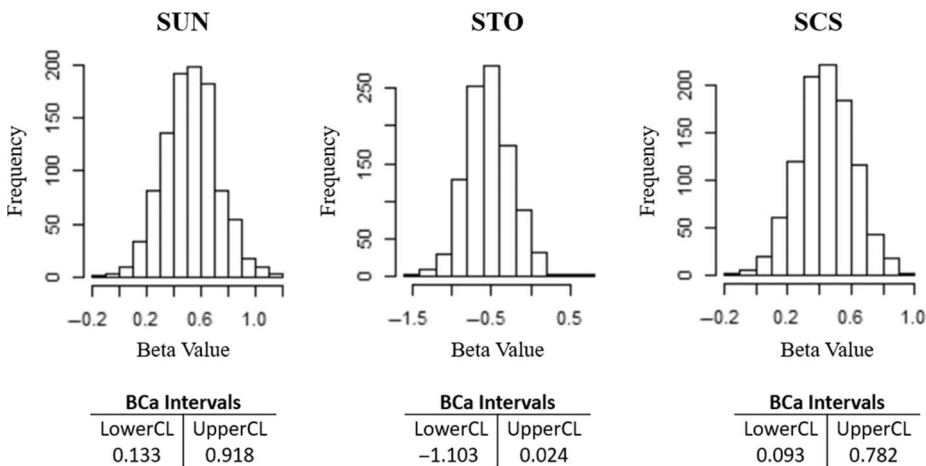 SUN
Frequency
0
50
100
150
200
−0.2 0.2 0.6 1.0
Beta Value
BCa Intervals
LowerCL UpperCL
0.133 0.918
STO
Frequency
0
50
150
250
−1.5 −0.5 0.5
Beta Value
BCa Intervals
LowerCL UpperCL
−1.103 0.024
SCS
Frequency
0
50
100
150
200
−0.2 0.2 0.6 1.0
Beta Value
BCa Intervals
LowerCL UpperCL
0.093 0.782